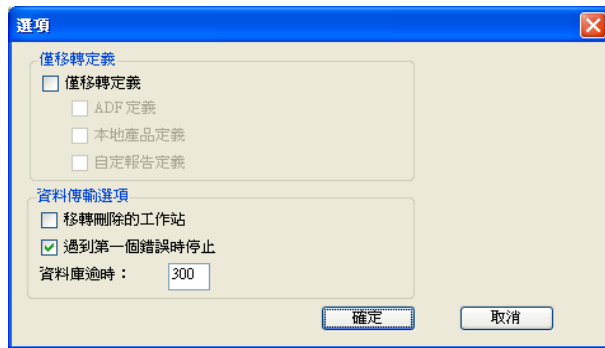 選項
僅移轉定義
僅移轉定義
ADF 定義
本地產品定義
自定報告定義
資料傳輸選項
移轉刪除的工作站
遇到第一個錯誤時停止
資料庫逾時： 300
確定 取消